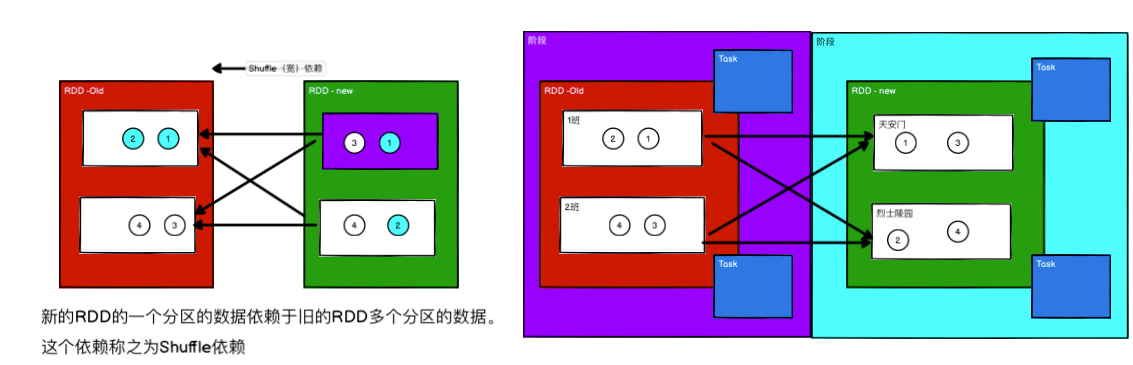 Shuffle（宽）依赖
RDD -Old
RDD - new
2
1
3
1
4
3
4
2
新的RDD的一个分区的数据依赖于旧的RDD多个分区的数据。
这个依赖称之为Shuffle依赖
阶段
Task
RDD -Old
1班
2
1
2班
4
3
Task
阶段
Task
RDD - new
天安门
1
3
烈士陵园
2
4
Task